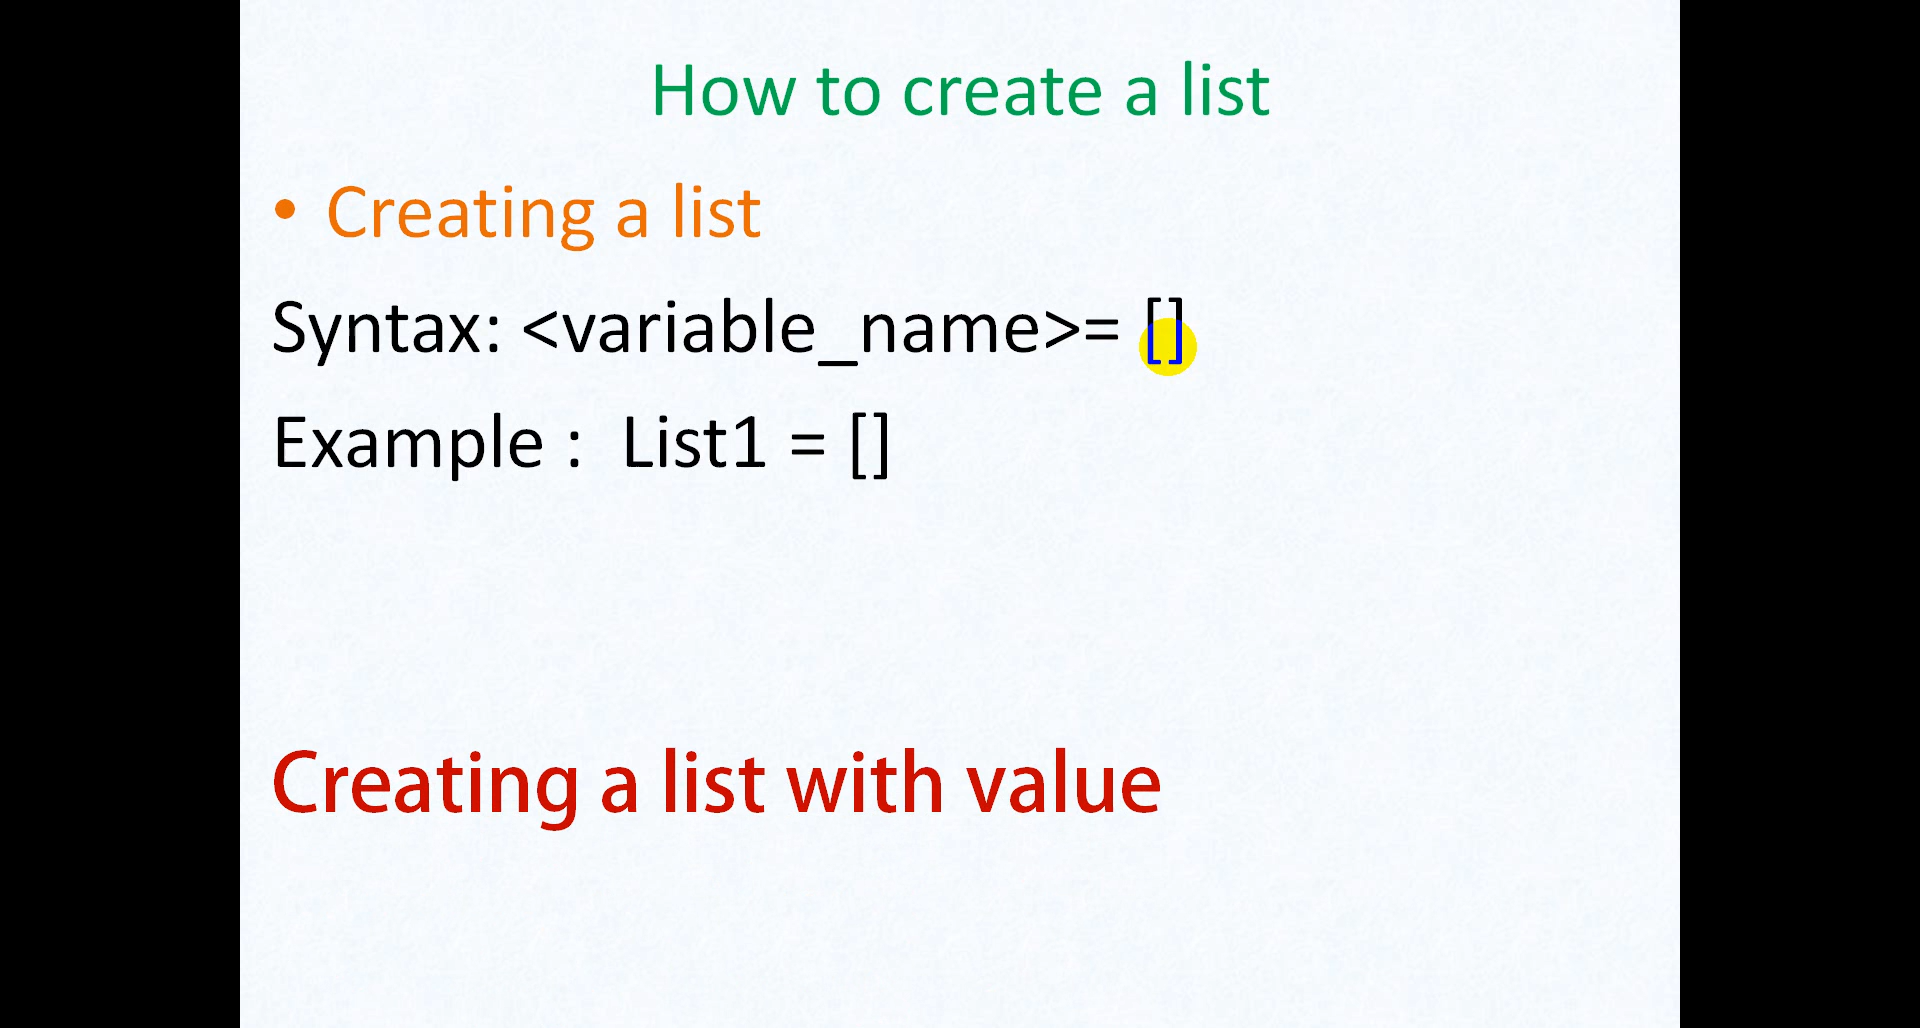 How to create a list
• Creating a list
Syntax: <variable_name>= []
Example :  List1 = []
Creating a list with value